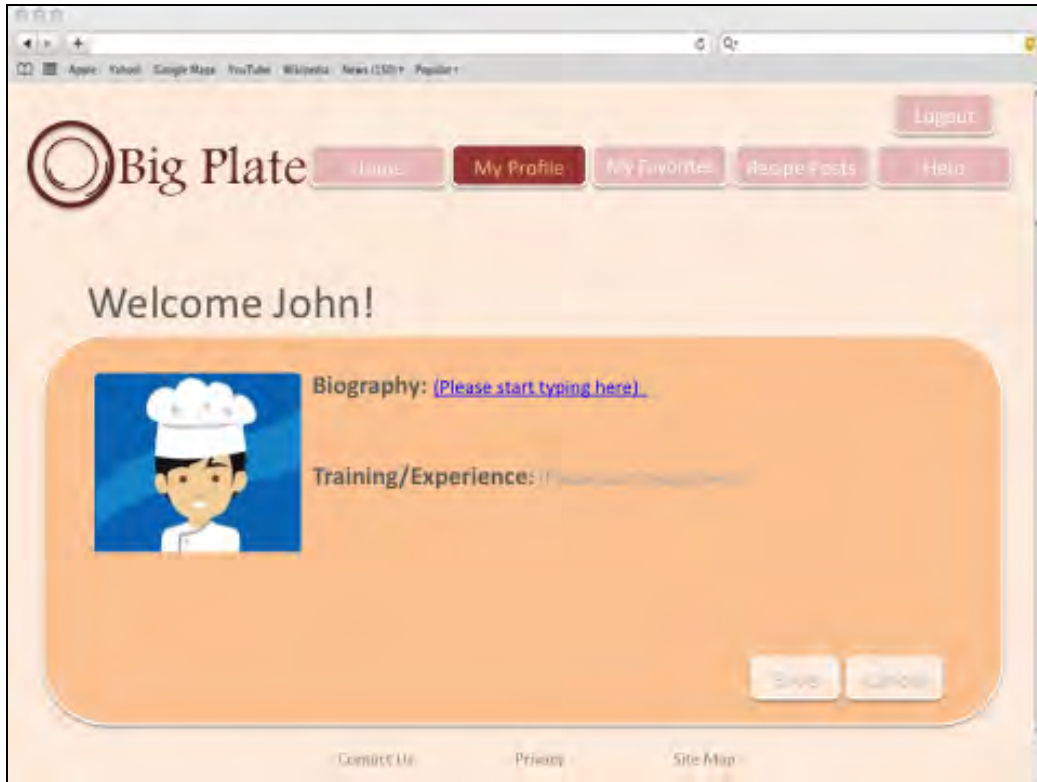 Apple Yahoo! Google Maps YouTube Wikipedia News (150) Popular
Logout
Big Plate Home My Profile My Favorites Recipe Posts Help
Welcome John!
Biography: (Please start typing here)
Training/Experience:
Save Cancel
Contact Us Privacy Site Map